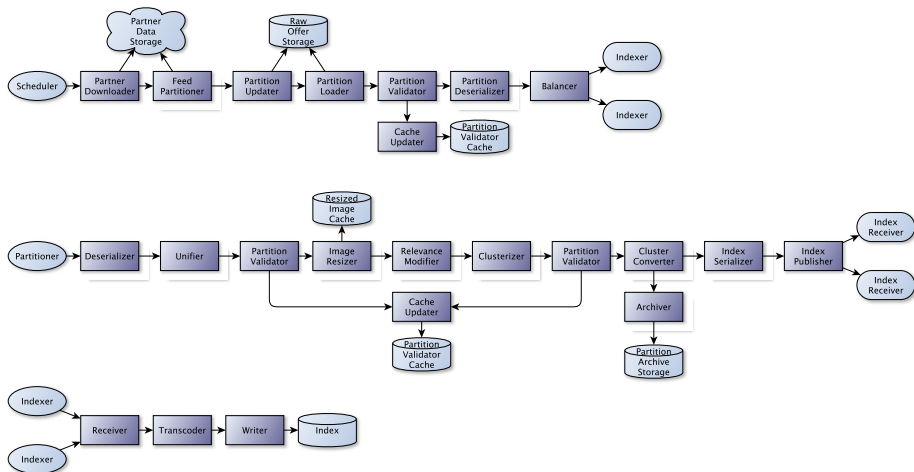 Partner
Data
Storage
Raw
Offer
Storage
Scheduler
Partner
Downloader
Feed
Partitioner
Partition
Updater
Partition
Loader
Partition
Validator
Partition
Deserializer
Balancer
Indexer
Indexer
Cache
Updater
Partition
Validator
Cache
Resized
Image
Cache
Partitioner
Deserializer
Unifier
Partition
Validator
Image
Resizer
Relevance
Modifier
Clusterizer
Partition
Validator
Cluster
Converter
Index
Serializer
Index
Publisher
Index
Receiver
Index
Receiver
Cache
Updater
Archiver
Partition
Validator
Cache
Partition
Archive
Storage
Indexer
Indexer
Receiver
Transcoder
Writer
Index